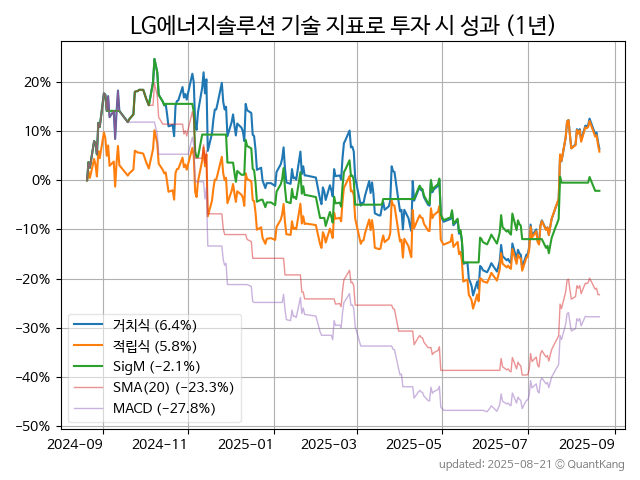 LG에너지솔루션 기술 지표로 투자 시 성과 (1년)
20%
10%
0%
−10%
−20%
−30%
−40%
−50%
거치식 (6.4%)
적립식 (5.8%)
SigM (−2.1%)
SMA(20) (−23.3%)
MACD (−27.8%)
2024-09
2024-11
2025-01
2025-03
2025-05
2025-07
2025-09
updated: 2025-08-21 © QuantKang